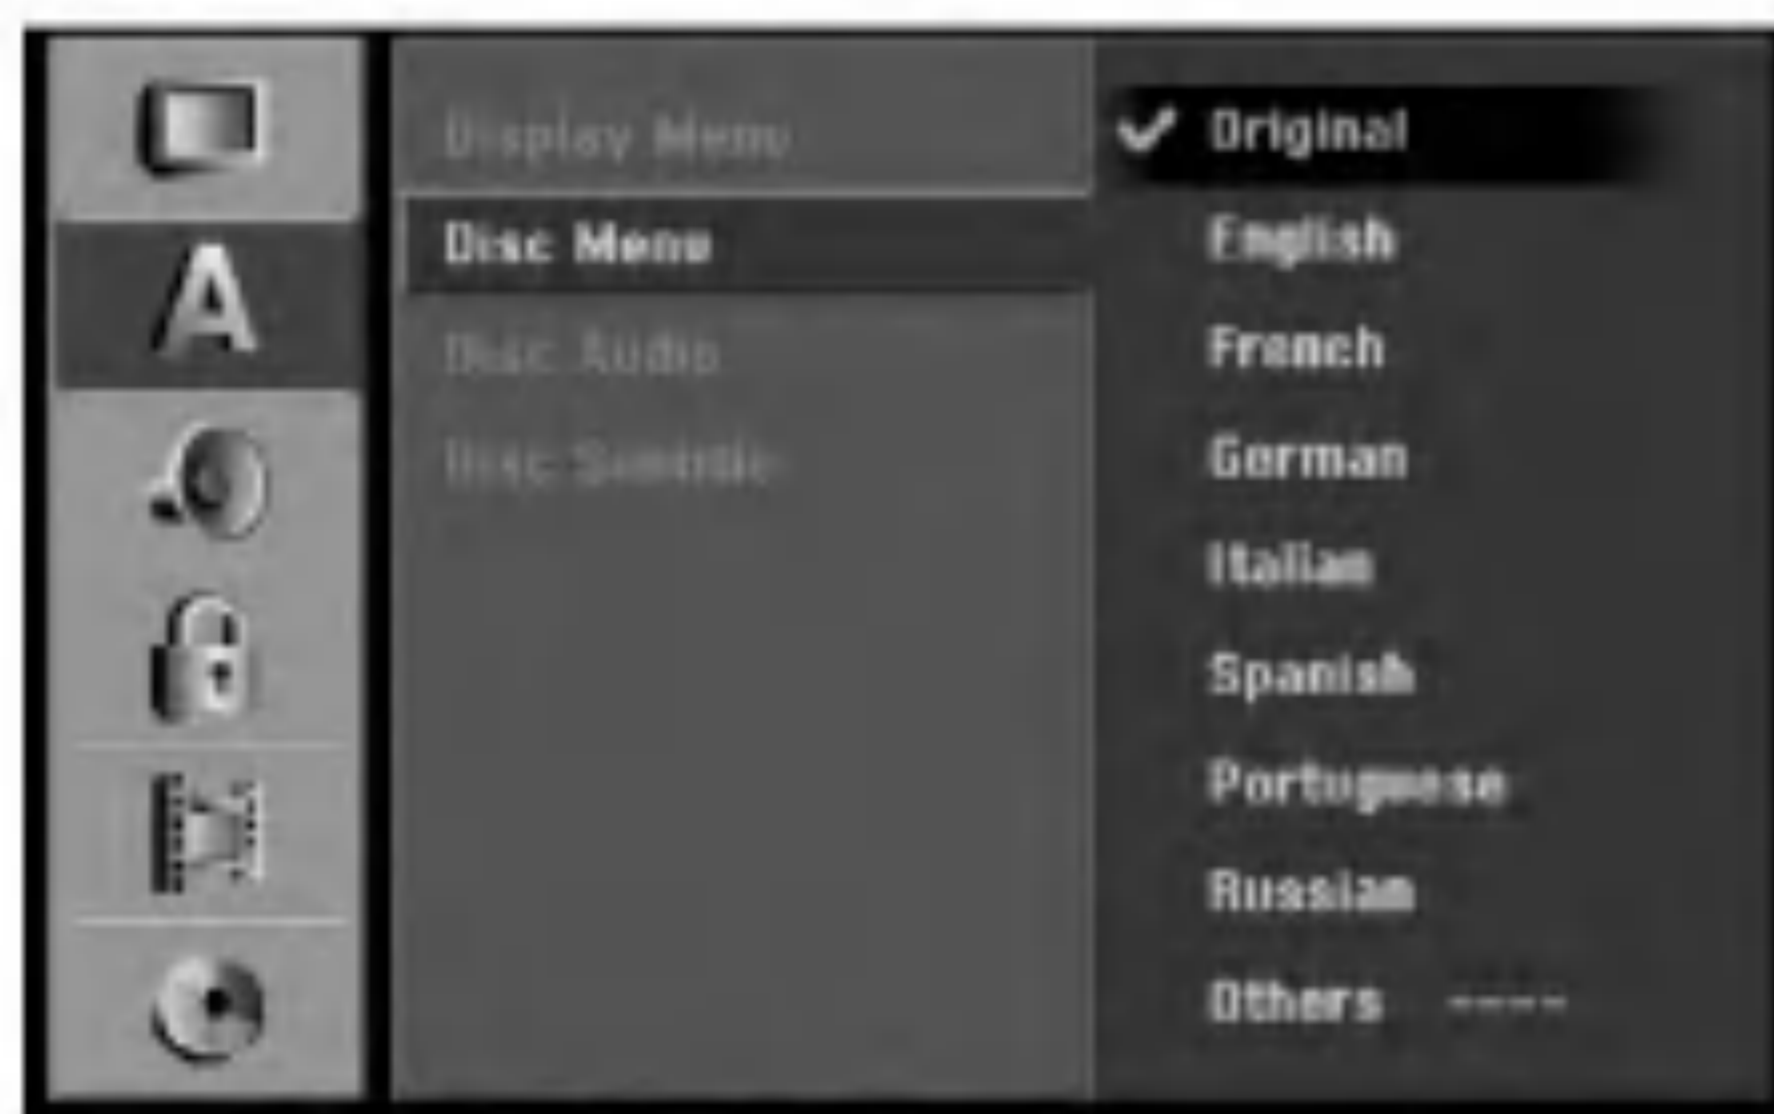 A
Display Menu
Disc Menu
Disc Audio
Disc Subtitle
✓ Original
English
French
German
Italian
Spanish
Portuguese
Russian
Others ----